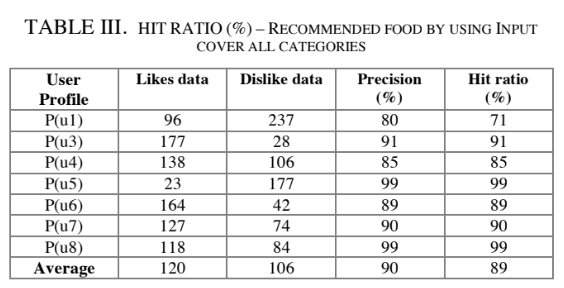 TABLE III. HIT RATIO (%) – RECOMMENDED FOOD BY USING INPUT
COVER ALL CATEGORIES
User Profile Likes data Dislike data Precision (%) Hit ratio (%)
P(u1) 96 237 80 71
P(u3) 177 28 91 91
P(u4) 138 106 85 85
P(u5) 23 177 99 99
P(u6) 164 42 89 89
P(u7) 127 74 90 90
P(u8) 118 84 99 99
Average 120 106 90 89